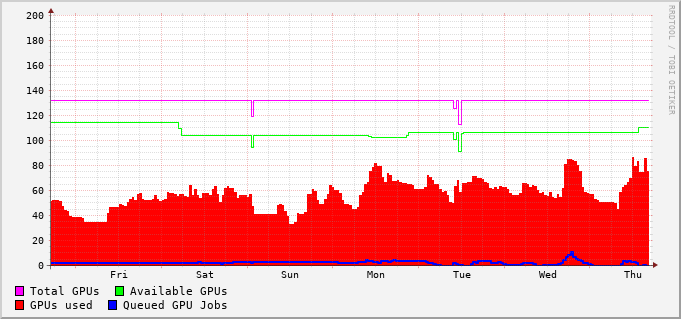 200
180
160
140
120
100
80
60
40
20
0
Fri Sat Sun Mon Tue Wed Thu
Total GPUs Available GPUs
GPUs used Queued GPU Jobs
RRDTOOL / TOBI OETIKER